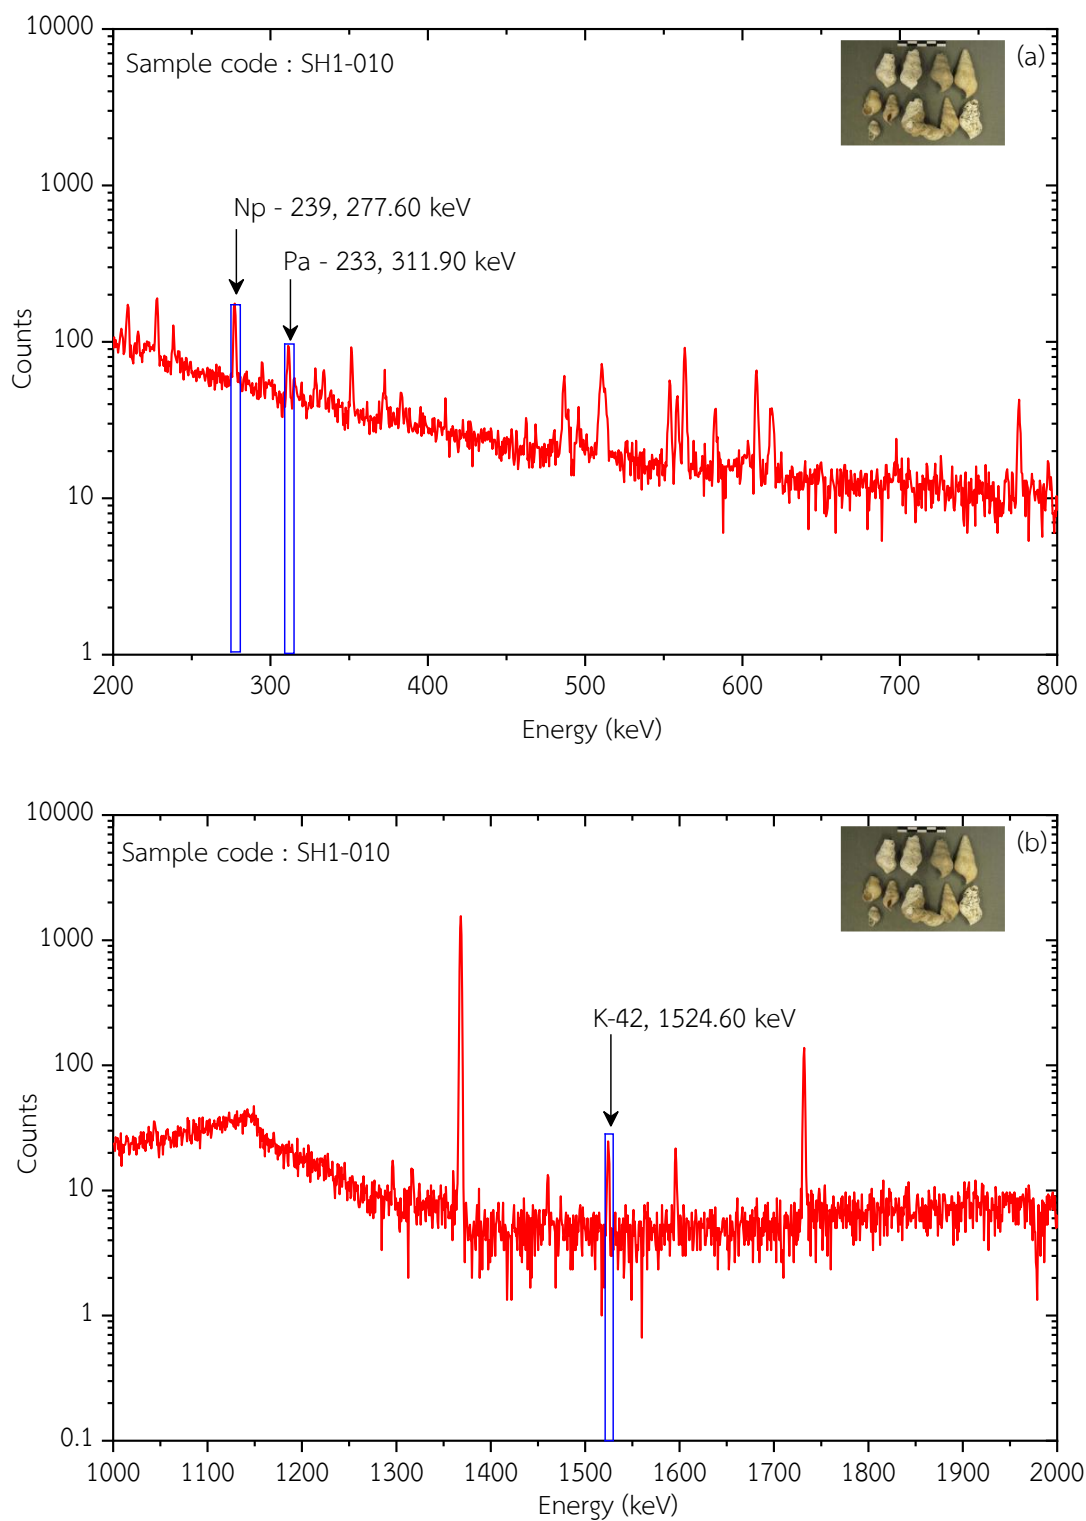 10000
Sample code : SH1-010
(a)
1000
Np - 239, 277.60 keV
Pa - 233, 311.90 keV
100
Counts
10
1
200 300 400 500 600 700 800
Energy (keV)
10000
Sample code : SH1-010
(b)
1000
K-42, 1524.60 keV
100
Counts
10
1
0.1
1000 1100 1200 1300 1400 1500 1600 1700 1800 1900 2000
Energy (keV)